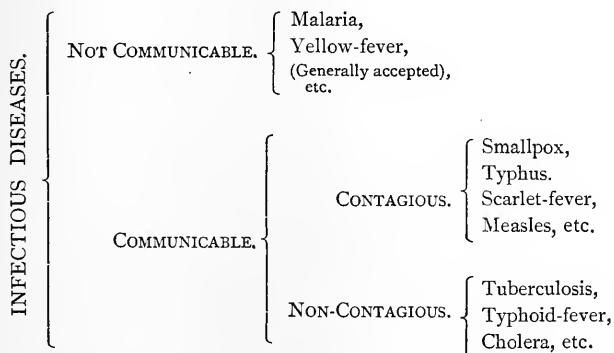 INFECTIOUS DISEASES.
NOT COMMUNICABLE.
Malaria,
Yellow-fever,
(Generally accepted),
etc.
COMMUNICABLE.
CONTAGIOUS.
Smallpox,
Typhus.
Scarlet-fever,
Measles, etc.
NON-CONTAGIOUS.
Tuberculosis,
Typhoid-fever,
Cholera, etc.